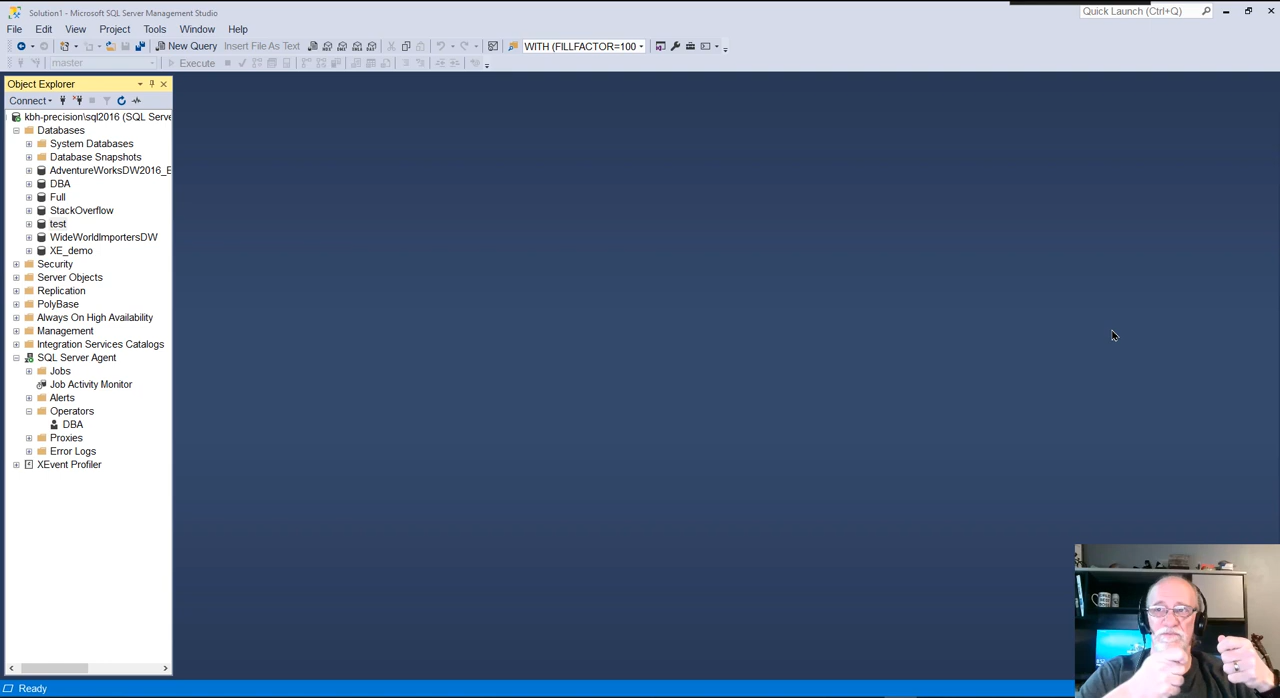 Solution1 - Microsoft SQL Server Management Studio
Quick Launch (Ctrl+Q)
File Edit View Project Tools Window Help
New Query Insert File As Text WITH (FILLFACTOR=100
master Execute
Object Explorer
Connect
kbh-precision\sql2016 (SQL Serve
Databases
System Databases
Database Snapshots
AdventureWorksDW2016_E
DBA
Full
StackOverflow
test
WideWorldImportersDW
XE_demo
Security
Server Objects
Replication
PolyBase
Always On High Availability
Management
Integration Services Catalogs
SQL Server Agent
Jobs
Job Activity Monitor
Alerts
Operators
DBA
Proxies
Error Logs
XEvent Profiler
Ready